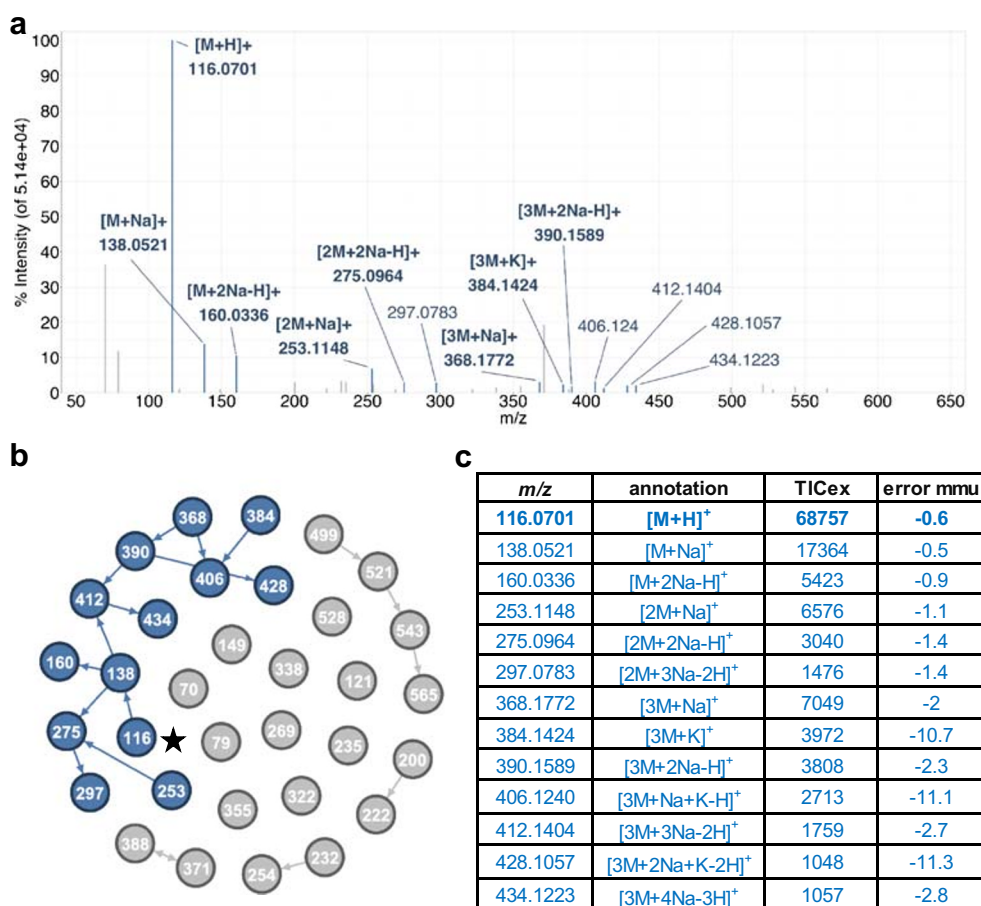 a
% Intensity (of 5.14e+04)
100
90
80
70
60
50
40
30
20
10
0
[M+H]+
116.0701
[M+Na]+
138.0521
[M+2Na-H]+
160.0336
[2M+Na]+
253.1148
[2M+2Na-H]+
275.0964
297.0783
[3M+Na]+
368.1772
[3M+K]+
384.1424
[3M+2Na-H]+
390.1589
406.124
412.1404
428.1057
434.1223
50 100 150 200 250 300 350 400 450 500 550 600 650
m/z
b
368
384
390
406
428
412
434
160
138
275
116
297
253
499
521
528
543
149
338
121
565
70
79
269
235
200
355
322
222
388
371
254
232
c
m/z annotation TICex error mmu
116.0701 [M+H]+ 68757 -0.6
138.0521 [M+Na]+ 17364 -0.5
160.0336 [M+2Na-H]+ 5423 -0.9
253.1148 [2M+Na]+ 6576 -1.1
275.0964 [2M+2Na-H]+ 3040 -1.4
297.0783 [2M+3Na-2H]+ 1476 -1.4
368.1772 [3M+Na]+ 7049 -2
384.1424 [3M+K]+ 3972 -10.7
390.1589 [3M+2Na-H]+ 3808 -2.3
406.1240 [3M+Na+K-H]+ 2713 -11.1
412.1404 [3M+3Na-2H]+ 1759 -2.7
428.1057 [3M+2Na+K-2H]+ 1048 -11.3
434.1223 [3M+4Na-3H]+ 1057 -2.8